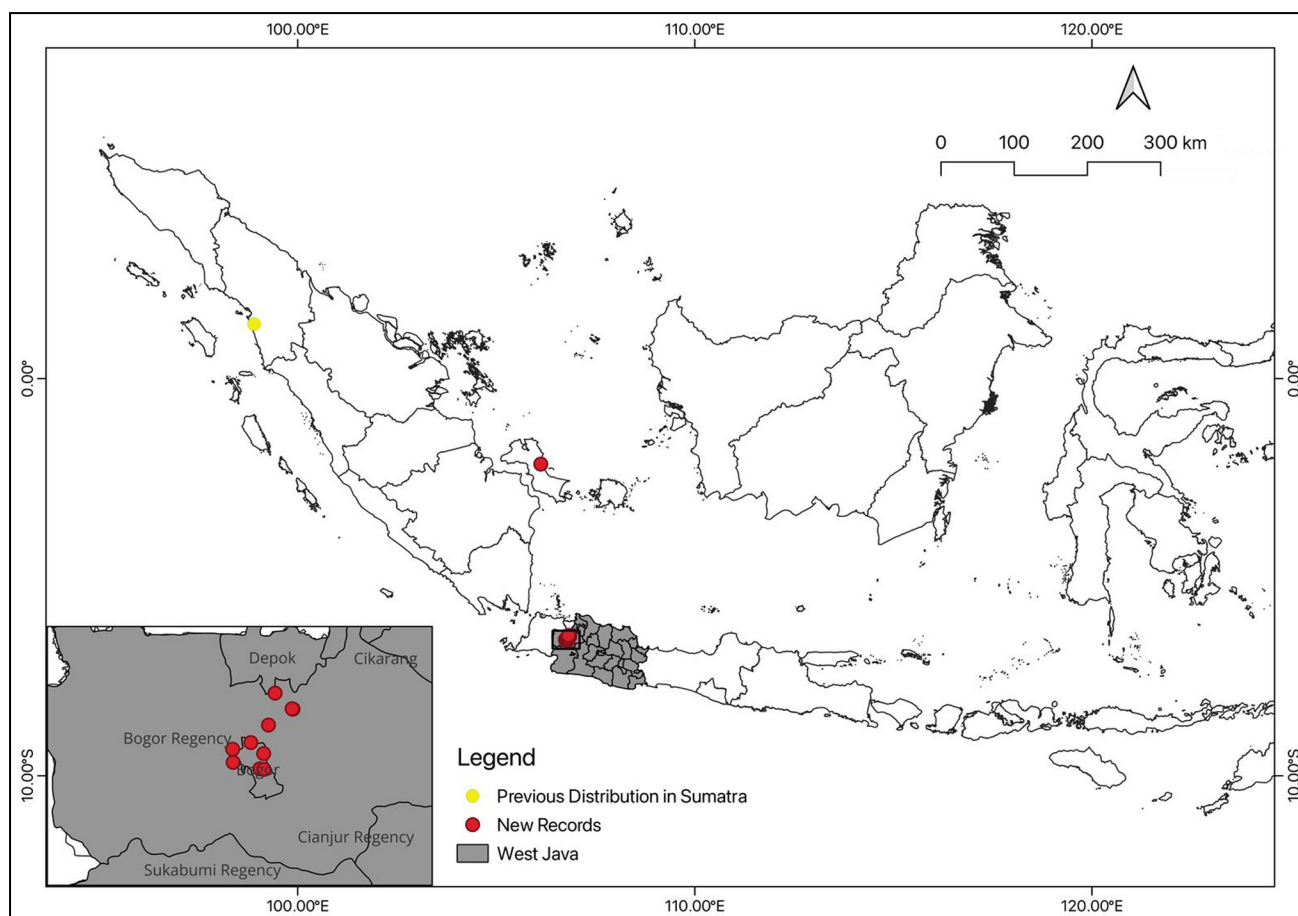 100.00°E 110.00°E 120.00°E
0 100 200 300 km
0.00° 0.00°
Depok Cikarang
Bogor Regency
Bogor
Cianjur Regency
Sukabumi Regency
10.00°S 10.00°S
Legend
Previous Distribution in Sumatra
New Records
West Java
100.00°E 110.00°E 120.00°E